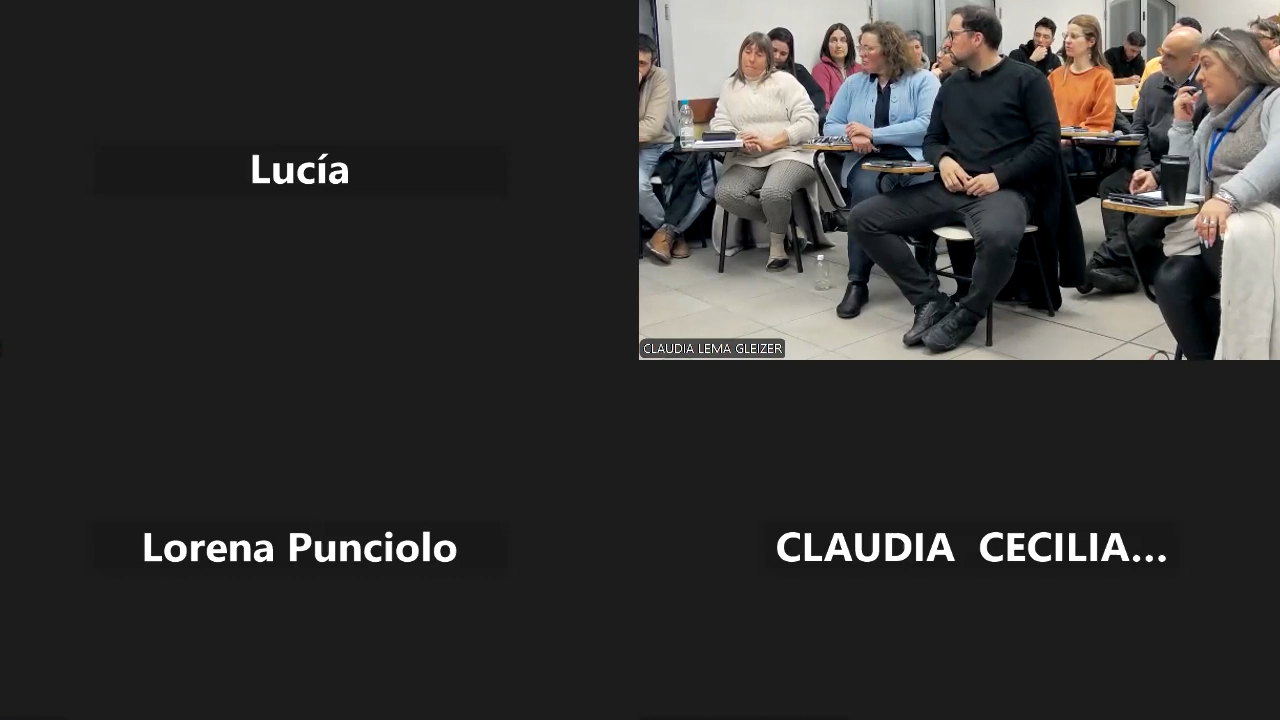 Lucía
CLAUDIA LEMA GLEIZER
Lorena Punciolo
CLAUDIA CECILIA...